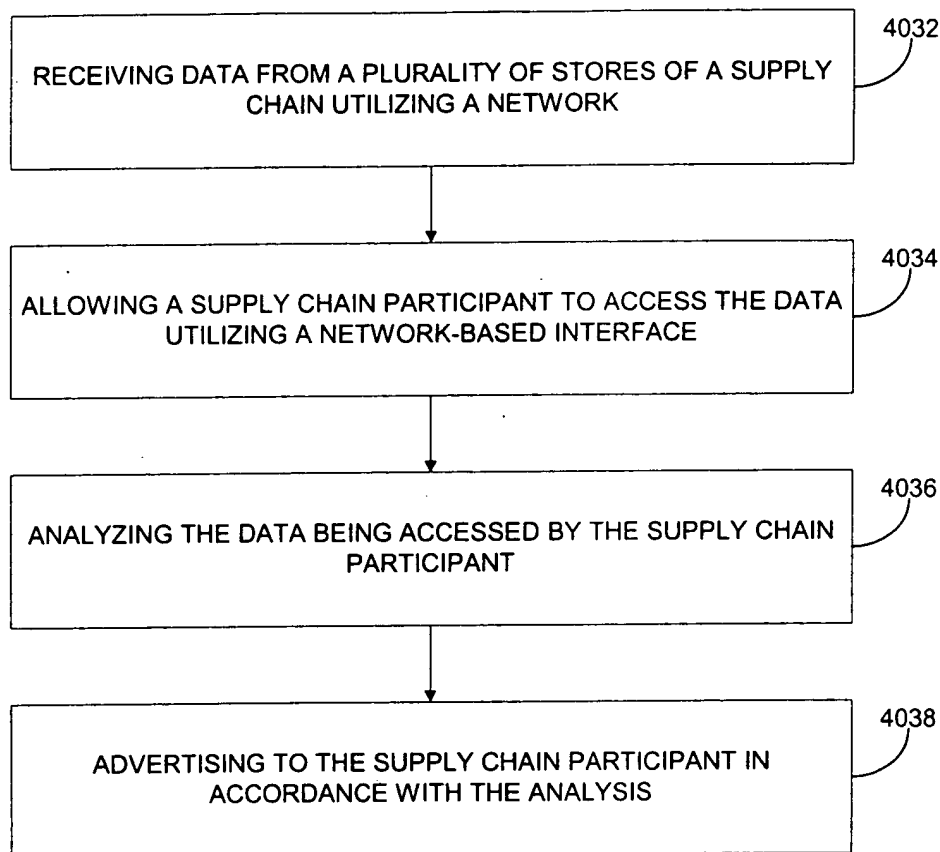 4032
RECEIVING DATA FROM A PLURALITY OF STORES OF A SUPPLY
CHAIN UTILIZING A NETWORK
4034
ALLOWING A SUPPLY CHAIN PARTICIPANT TO ACCESS THE DATA
UTILIZING A NETWORK-BASED INTERFACE
4036
ANALYZING THE DATA BEING ACCESSED BY THE SUPPLY CHAIN
PARTICIPANT
4038
ADVERTISING TO THE SUPPLY CHAIN PARTICIPANT IN
ACCORDANCE WITH THE ANALYSIS